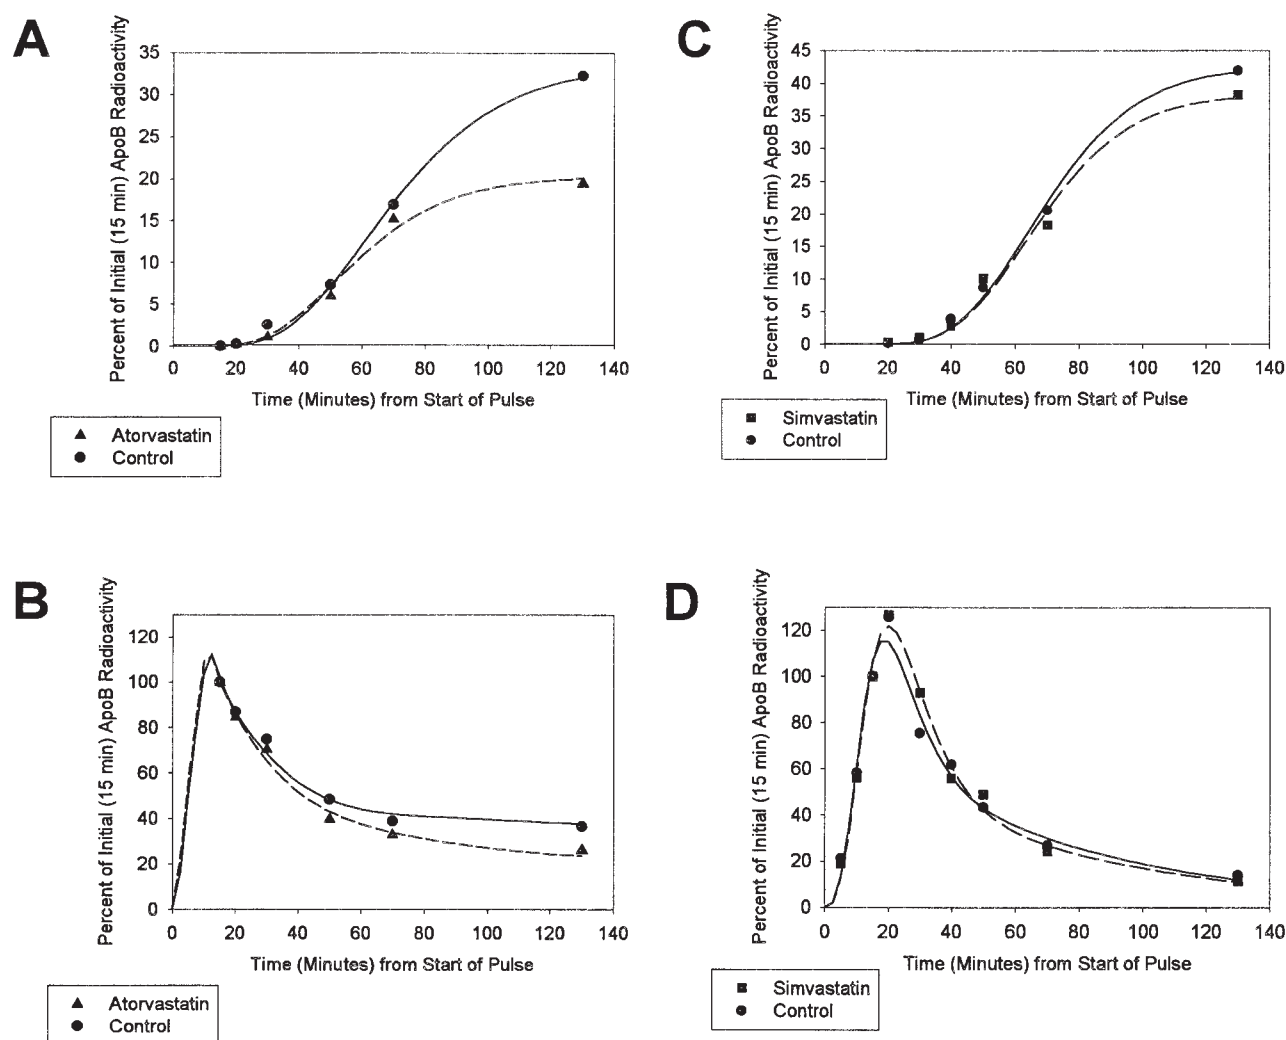 A
Percent of Initial (15 min) ApoB Radioactivity
35
30
25
20
15
10
5
0
0 20 40 60 80 100 120 140
Time (Minutes) from Start of Pulse
Atorvastatin
Control
C
Percent of Initial (15 min) ApoB Radioactivity
45
40
35
30
25
20
15
10
5
0
0 20 40 60 80 100 120 140
Time (Minutes) from Start of Pulse
Simvastatin
Control
B
Percent of Initial (15 min) ApoB Radioactivity
120
100
80
60
40
20
0
0 20 40 60 80 100 120 140
Time (Minutes) from Start of Pulse
Atorvastatin
Control
D
Percent of Initial (15 min) ApoB Radioactivity
120
100
80
60
40
20
0
0 20 40 60 80 100 120 140
Time (Minutes) from Start of Pulse
Simvastatin
Control